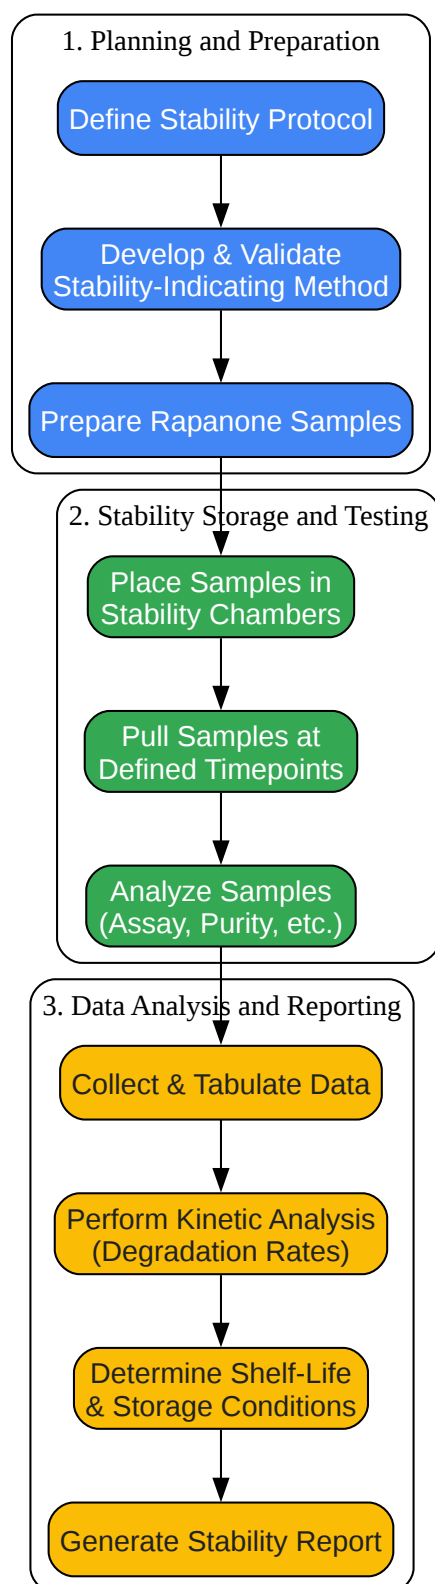 1. Planning and Preparation
Define Stability Protocol
Develop & Validate
Stability-Indicating Method
Prepare Rapanone Samples
2. Stability Storage and Testing
Place Samples in
Stability Chambers
Pull Samples at
Defined Timepoints
Analyze Samples
(Assay, Purity, etc.)
3. Data Analysis and Reporting
Collect & Tabulate Data
Perform Kinetic Analysis
(Degradation Rates)
Determine Shelf-Life
& Storage Conditions
Generate Stability Report